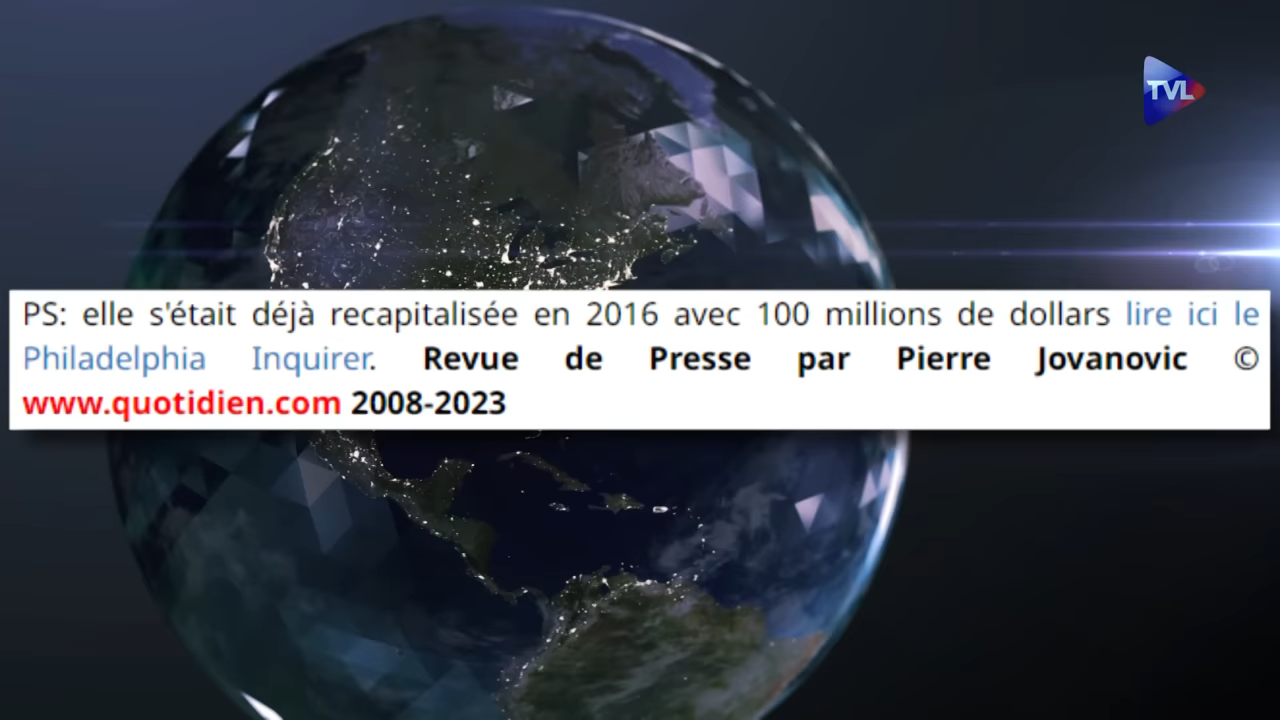 TVL
PS: elle s'était déjà recapitalisée en 2016 avec 100 millions de dollars lire ici le
Philadelphia Inquirer. Revue de Presse par Pierre Jovanovic ©
www.quotidien.com 2008-2023